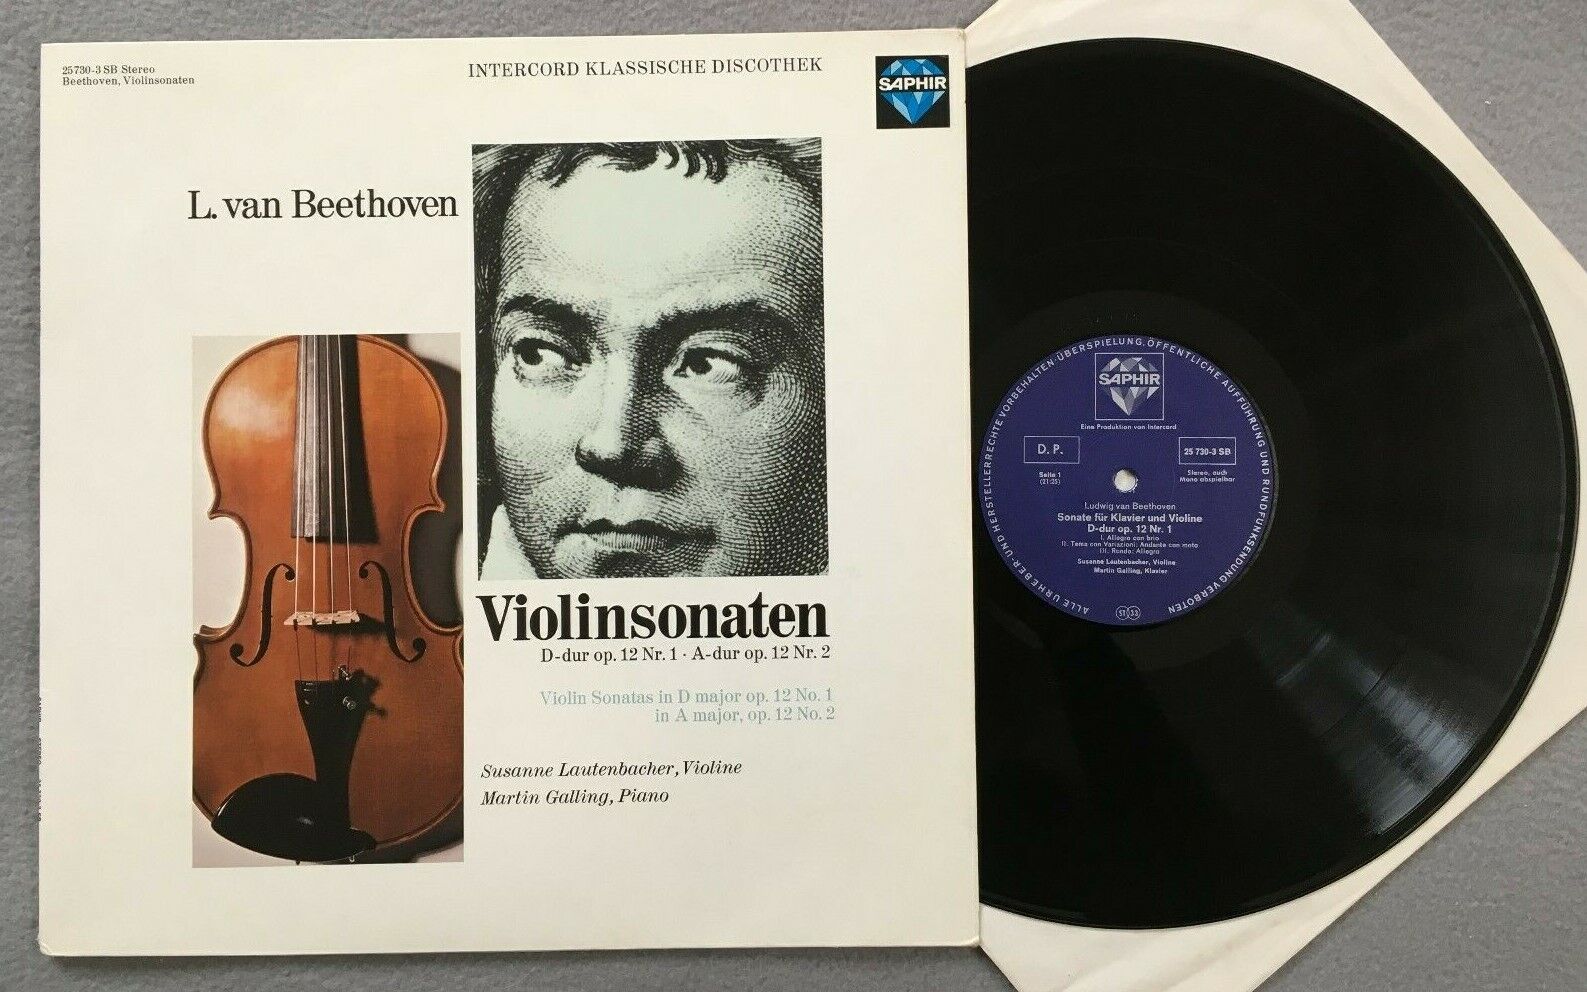 25730-3 SB Stereo
Beethoven, Violinsonaten
INTERCORD KLASSISCHE DISCOTHEK
SAPHIR
L. van Beethoven
Violinsonaten
D-dur op. 12 Nr. 1 · A-dur op. 12 Nr. 2
Violin Sonatas in D major op. 12 No. 1
in A major, op. 12 No. 2
Susanne Lautenbacher, Violine
Martin Galling, Piano
ALLE URHEBER- UND HERSTELLERRECHTE VORBEHALTEN · ÜBERSPIELUNG, ÖFFENTLICHE AUFFÜHRUNG UND RUNDFUNKSENDUNG VERBOTEN
SAPHIR
Eine Produktion von Intercord
D. P.
25 730-3 SB
Seite 1
(21:25)
Stereo, auch
Mono abspielbar
Ludwig van Beethoven
Sonate für Klavier und Violine
D-dur op. 12 Nr. 1
I. Allegro con brio
II. Tema con Variazioni: Andante con moto
III. Rondo: Allegro
Susanne Lautenbacher, Violine
Martin Galling, Klavier
ST 33